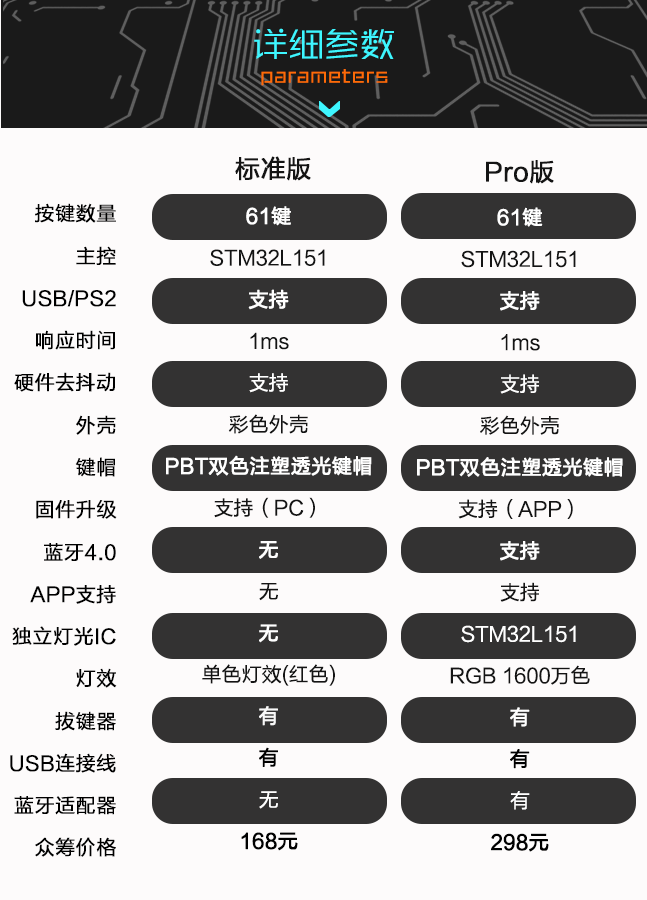 详细参数
parameters
标准版 Pro版
按键数量 61键 61键
主控 STM32L151 STM32L151
USB/PS2 支持 支持
响应时间 1ms 1ms
硬件去抖动 支持 支持
外壳 彩色外壳 彩色外壳
键帽 PBT双色注塑透光键帽 PBT双色注塑透光键帽
固件升级 支持（PC） 支持（APP）
蓝牙4.0 无 支持
APP支持 无 支持
独立灯光IC 无 STM32L151
灯效 单色灯效(红色) RGB 1600万色
拔键器 有 有
USB连接线 有 有
蓝牙适配器 无 有
众筹价格 168元 298元